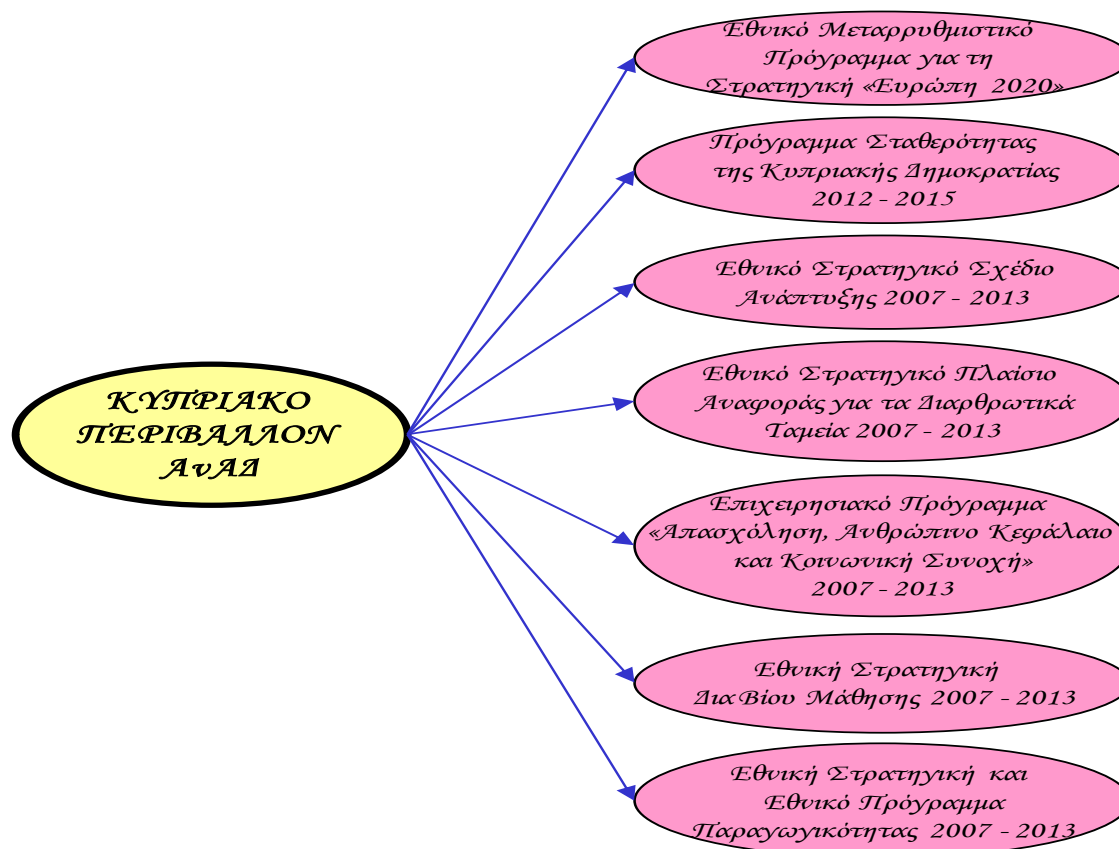 Εθνικό Μεταρρυθμιστικό
Πρόγραμμα για τη
Στρατηγική «Ευρώπη 2020»
Πρόγραμμα Σταθερότητας
της Κυπριακής Δημοκρατίας
2012 - 2015
Εθνικό Στρατηγικό Σχέδιο
Ανάπτυξης 2007 - 2013
Εθνικό Στρατηγικό Πλαίσιο
Αναφοράς για τα Διαρθρωτικά
Ταμεία 2007 - 2013
ΚΥΠΡΙΑΚΟ
ΠΕΡΙΒΑΛΛΟΝ
ΑνΑΔ
Επιχειρησιακό Πρόγραμμα
«Απασχόληση, Ανθρώπινο Κεφάλαιο
και Κοινωνική Συνοχή»
2007 - 2013
Εθνική Στρατηγική
Δια Βίου Μάθησης 2007 - 2013
Εθνική Στρατηγική και
Εθνικό Πρόγραμμα
Παραγωγικότητας 2007 - 2013